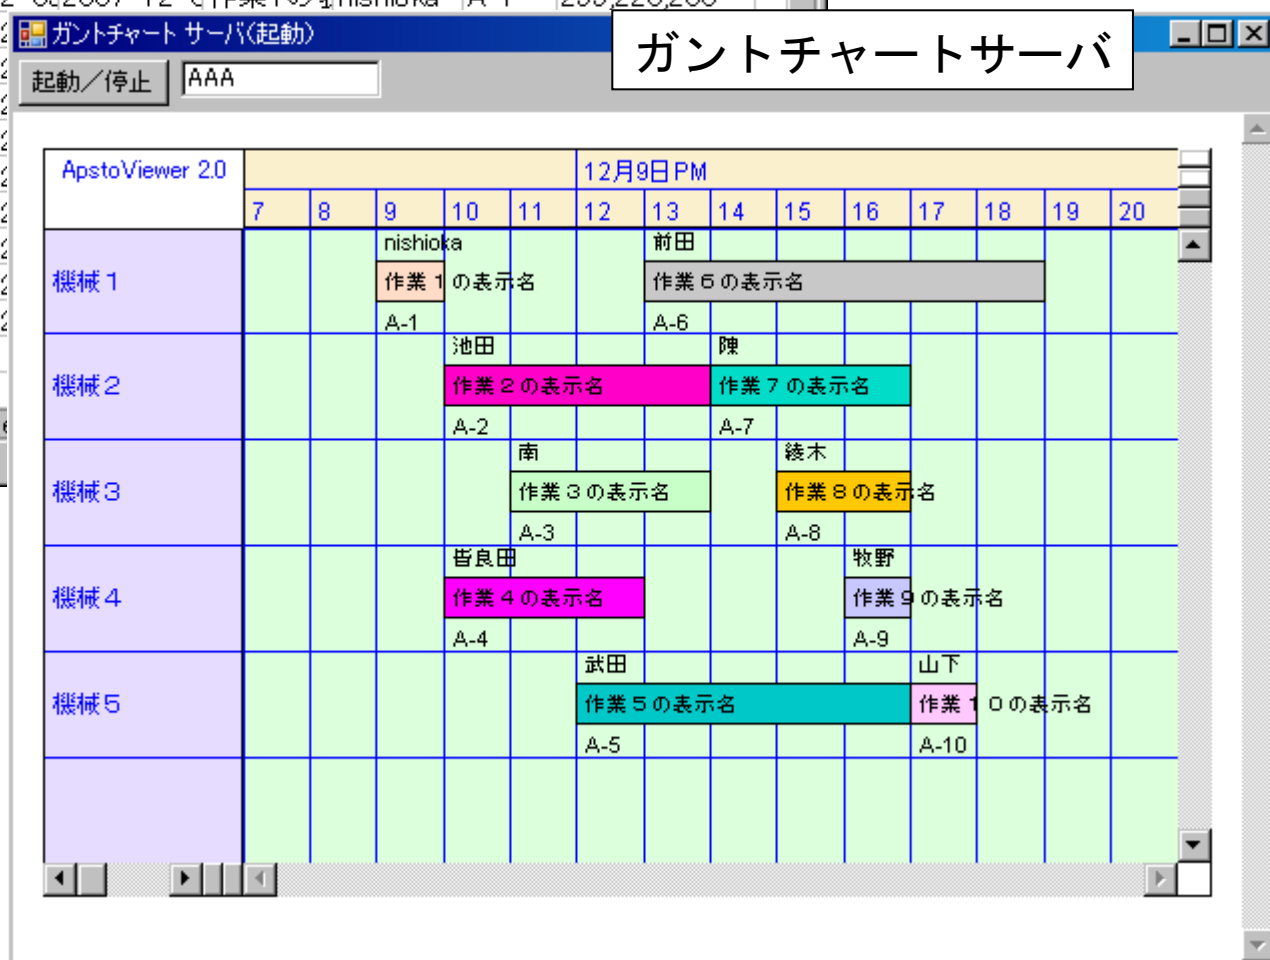 ガントチャート サーバ(起動)
ガントチャートサーバ
起動／停止 AAA
ApstoViewer 2.0 12月9日PM
7 8 9 10 11 12 13 14 15 16 17 18 19 20
nishioka 前田
機械１ 作業１の表示名 作業６の表示名
A-1 A-6
池田 陳
機械２ 作業２の表示名 作業７の表示名
A-2 A-7
南 綾木
機械３ 作業３の表示名 作業８の表示名
A-3 A-8
皆良田 牧野
機械４ 作業４の表示名 作業９の表示名
A-4 A-9
武田 山下
機械５ 作業５の表示名 作業１０の表示名
A-5 A-10